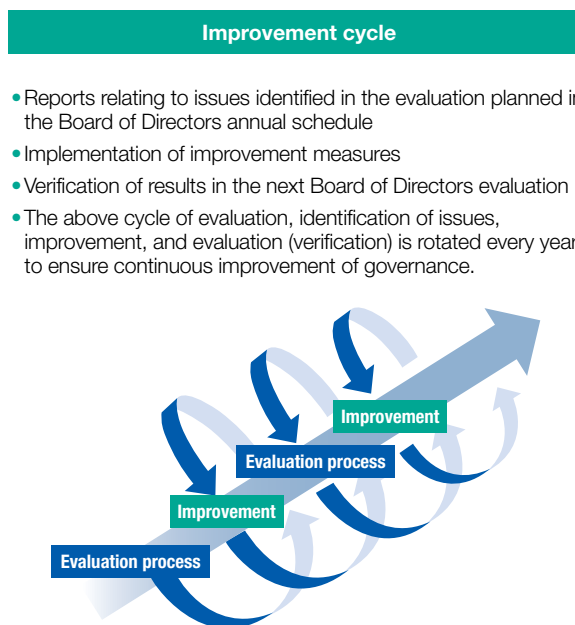 Improvement cycle
• Reports relating to issues identified in the evaluation planned in
the Board of Directors annual schedule
• Implementation of improvement measures
• Verification of results in the next Board of Directors evaluation
• The above cycle of evaluation, identification of issues,
improvement, and evaluation (verification) is rotated every year
to ensure continuous improvement of governance.
Improvement
Evaluation process
Improvement
Evaluation process